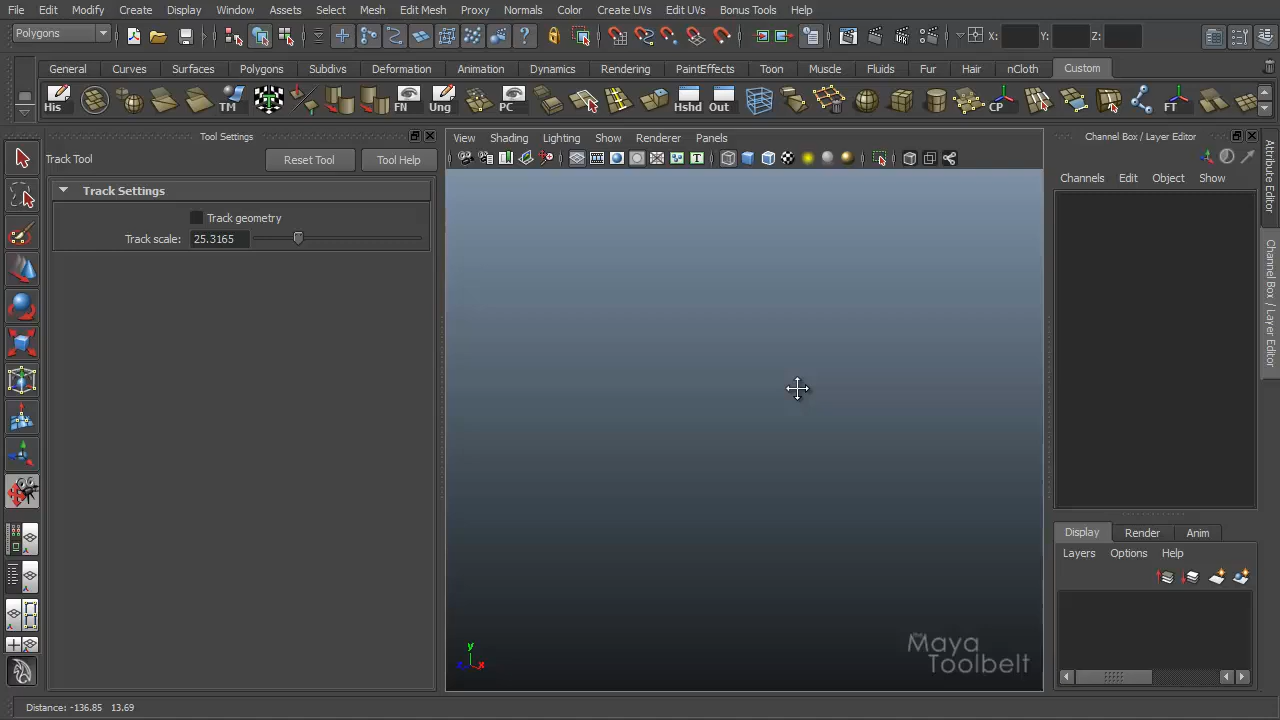 File Edit Modify Create Display Window Assets Select Mesh Edit Mesh Proxy Normals Color Create UVs Edit UVs Bonus Tools Help
Polygons X: Y: Z:
General Curves Surfaces Polygons Subdivs Deformation Animation Dynamics Rendering PaintEffects Toon Muscle Fluids Fur Hair nCloth Custom
His TM FN Ung PC Hshd Out CP FT
Tool Settings
Track Tool Reset Tool Tool Help
Track Settings
Track geometry
Track scale: 25.3165
View Shading Lighting Show Renderer Panels
T
y
z x
the
Maya
Toolbelt
Channel Box / Layer Editor
Channels Edit Object Show
Attribute Editor
Channel Box / Layer Editor
Display Render Anim
Layers Options Help
Distance: -136.85 13.69